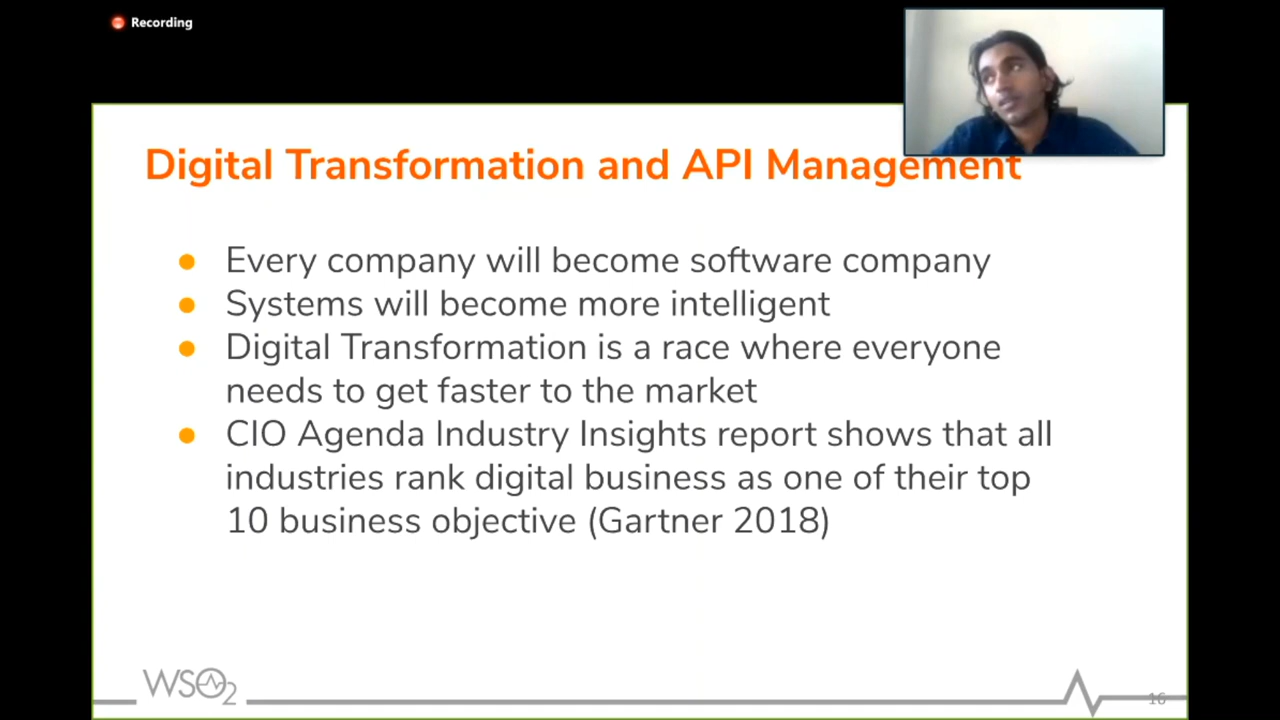 Recording
Digital Transformation and API Management
● Every company will become software company
● Systems will become more intelligent
● Digital Transformation is a race where everyone
needs to get faster to the market
● CIO Agenda Industry Insights report shows that all
industries rank digital business as one of their top
10 business objective (Gartner 2018)
WSO2
16